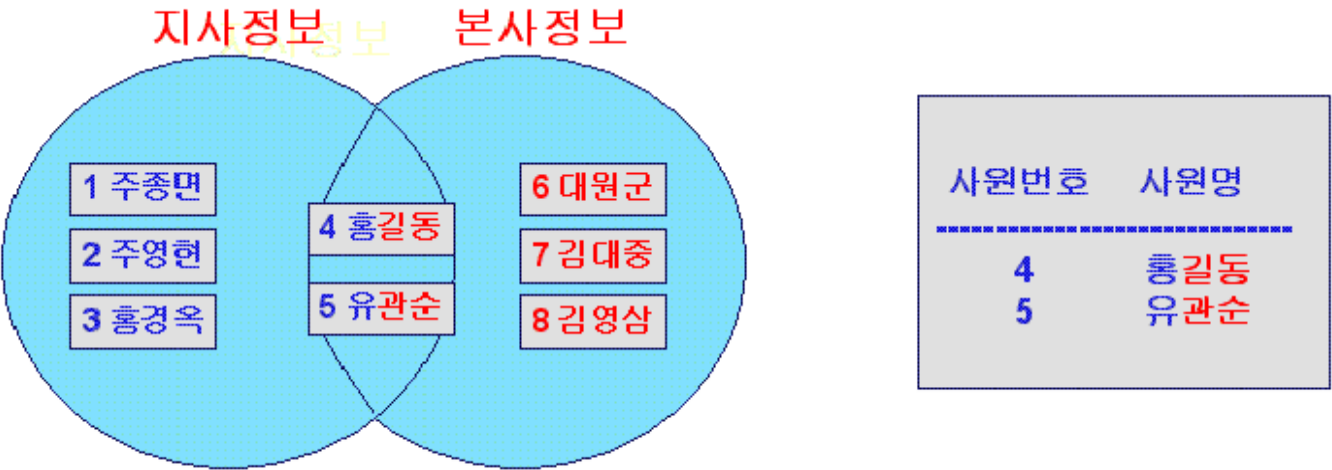 지사정보 본사정보
1 주종면
2 주영현
3 홍경옥
4 홍길동
5 유관순
6 대원군
7 김대중
8 김영삼
사원번호 사원명
4 홍길동
5 유관순